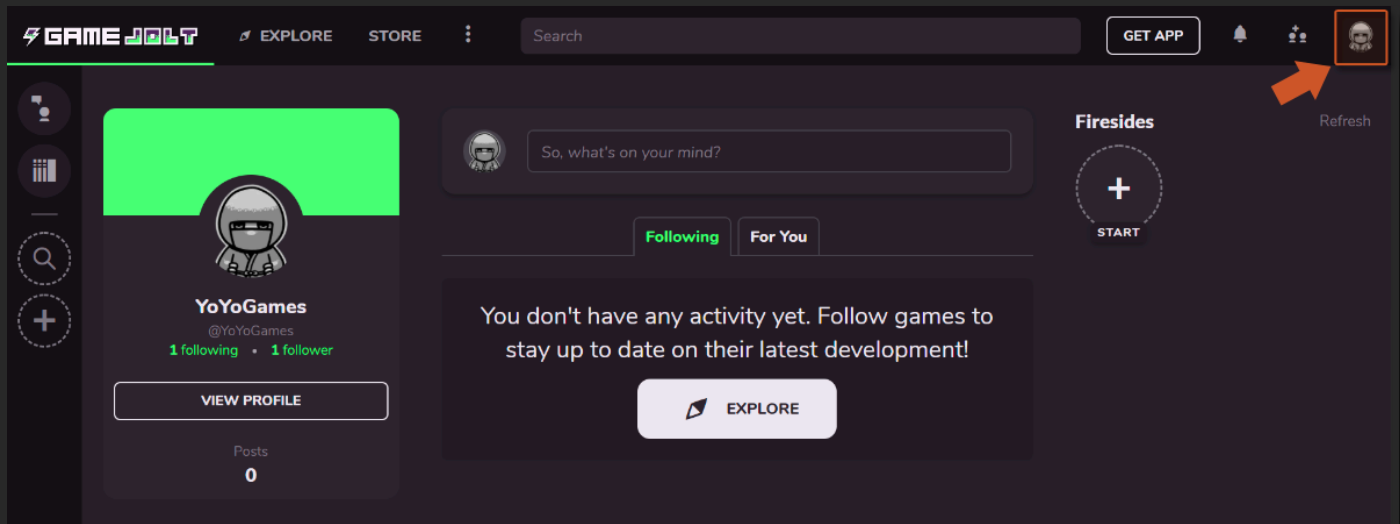 GAME JOLT
EXPLORE
STORE
Search
GET APP
YoYoGames
@YoYoGames
1 following • 1 follower
VIEW PROFILE
Posts
0
So, what's on your mind?
Following
For You
You don't have any activity yet. Follow games to
stay up to date on their latest development!
EXPLORE
Firesides
Refresh
START